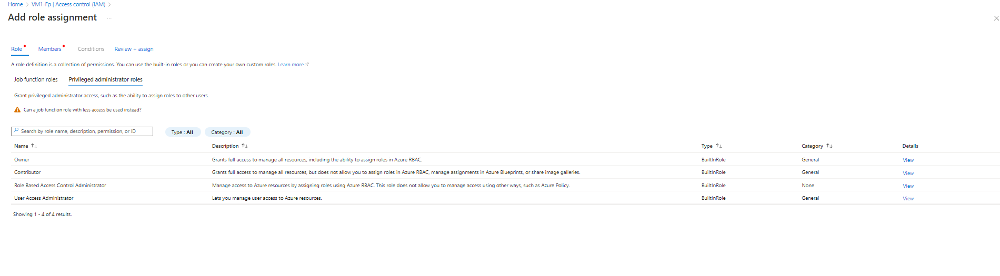 Home > VM1-Fp | Access control (IAM) >
Add role assignment ...
Role Members Conditions Review + assign
A role definition is a collection of permissions. You can use the built-in roles or you can create your own custom roles. Learn more
Job function roles Privileged administrator roles
Grant privileged administrator access, such as the ability to assign roles to other users.
Can a job function role with less access be used instead?
Search by role name, description, permission, or ID Type : All Category : All
Name ↑↓ Description ↑↓ Type ↑↓ Category ↑↓ Details
Owner Grants full access to manage all resources, including the ability to assign roles in Azure RBAC. BuiltInRole General View
Contributor Grants full access to manage all resources, but does not allow you to assign roles in Azure RBAC, manage assignments in Azure Blueprints, or share image galleries. BuiltInRole General View
Role Based Access Control Administrator Manage access to Azure resources by assigning roles using Azure RBAC. This role does not allow you to manage access using other ways, such as Azure Policy. BuiltInRole None View
User Access Administrator Lets you manage user access to Azure resources. BuiltInRole General View
Showing 1 - 4 of 4 results.